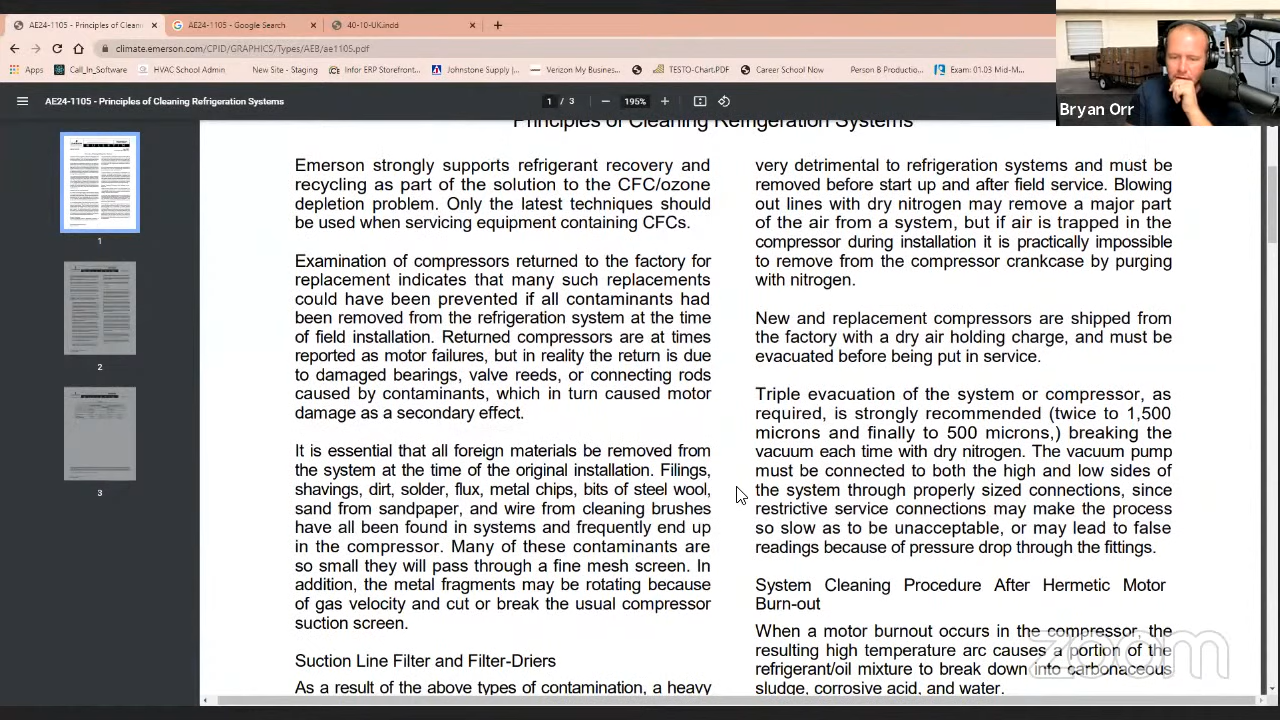 AE24-1105 - Principles of Cleanin
AE24-1105 - Google Search
40-10-UK.indd
climate.emerson.com/CPID/GRAPHICS/Types/AEB/ae1105.pdf
Apps
Call_In_Software
HVAC School Admin
New Site - Staging
Infor Distribution
Johnstone Supply |...
Verizon My Business...
TESTO-Chart.PDF
Career School Now
Person B Productio...
Exam: 01.03 Mid-M...
Bryan Orr
AE24-1105 - Principles of Cleaning Refrigeration Systems
1 / 3
195%
1
2
3
Principles of Cleaning Refrigeration Systems
Emerson strongly supports refrigerant recovery and
recycling as part of the solution to the CFC/ozone
depletion problem. Only the latest techniques should
be used when servicing equipment containing CFCs.
Examination of compressors returned to the factory for
replacement indicates that many such replacements
could have been prevented if all contaminants had
been removed from the refrigeration system at the time
of field installation. Returned compressors are at times
reported as motor failures, but in reality the return is due
to damaged bearings, valve reeds, or connecting rods
caused by contaminants, which in turn caused motor
damage as a secondary effect.
It is essential that all foreign materials be removed from
the system at the time of the original installation. Filings,
shavings, dirt, solder, flux, metal chips, bits of steel wool,
sand from sandpaper, and wire from cleaning brushes
have all been found in systems and frequently end up
in the compressor. Many of these contaminants are
so small they will pass through a fine mesh screen. In
addition, the metal fragments may be rotating because
of gas velocity and cut or break the usual compressor
suction screen.
Suction Line Filter and Filter-Driers
As a result of the above types of contamination, a heavy
very detrimental to refrigeration systems and must be
removed before start up and after field service. Blowing
out lines with dry nitrogen may remove a major part
of the air from a system, but if air is trapped in the
compressor during installation it is practically impossible
to remove from the compressor crankcase by purging
with nitrogen.
New and replacement compressors are shipped from
the factory with a dry air holding charge, and must be
evacuated before being put in service.
Triple evacuation of the system or compressor, as
required, is strongly recommended (twice to 1,500
microns and finally to 500 microns,) breaking the
vacuum each time with dry nitrogen. The vacuum pump
must be connected to both the high and low sides of
the system through properly sized connections, since
restrictive service connections may make the process
so slow as to be unacceptable, or may lead to false
readings because of pressure drop through the fittings.
System Cleaning Procedure After Hermetic Motor
Burn-out
When a motor burnout occurs in the compressor, the
resulting high temperature arc causes a portion of the
refrigerant/oil mixture to break down into carbonaceous
sludge, corrosive acid, and water.
zoom